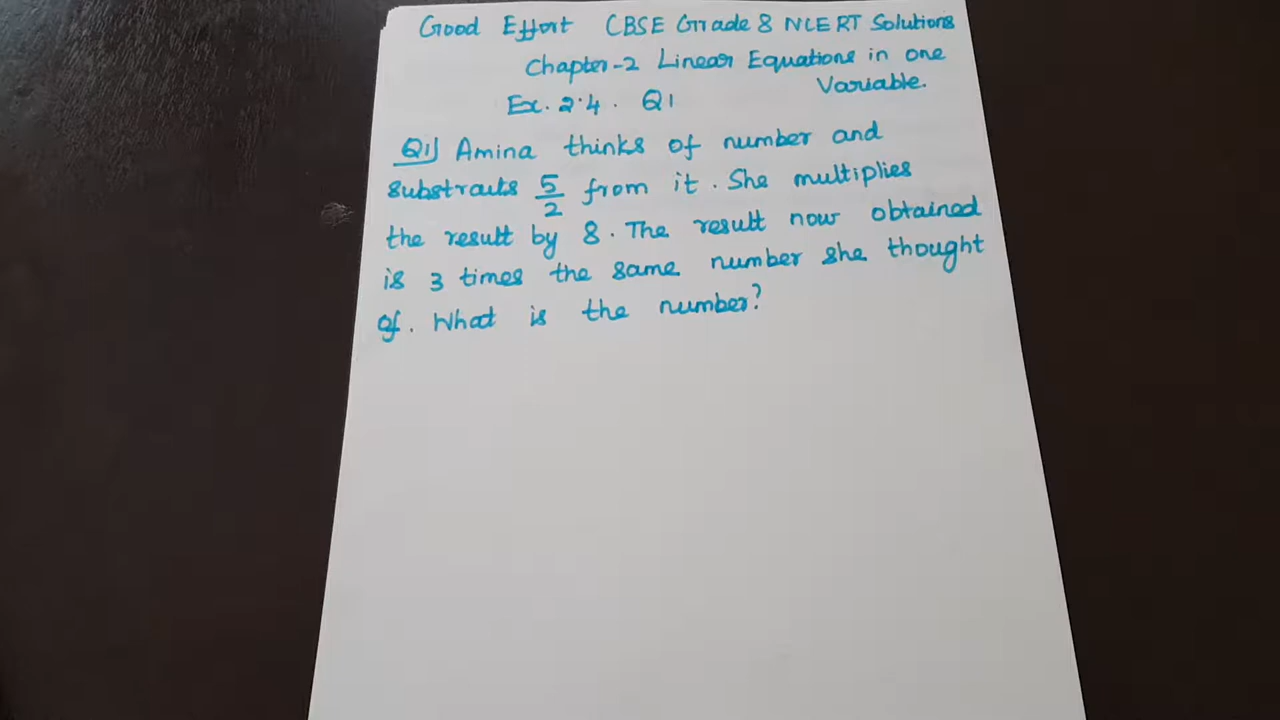 Good Effort CBSE Grade 8 NCERT Solutions
Chapter-2 Linear Equations in one
Variable.
Ex. 2.4. Q1
Q1) Amina thinks of number and
substracts 5/2 from it. She multiplies
the result by 8. The result now obtained
is 3 times the same number she thought
of. What is the number?